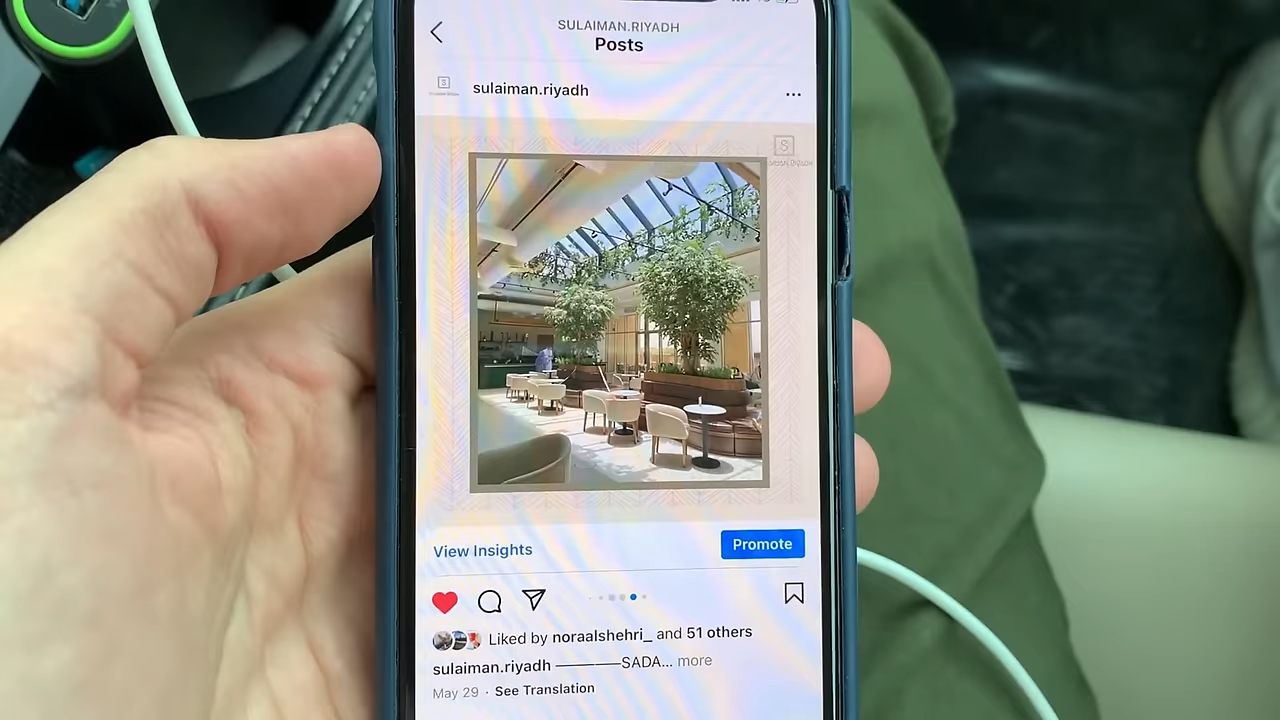 SULAIMAN.RIYADH
Posts
S
sulaiman.riyadh
...
S
View Insights
Promote
Liked by noraalshehri_ and 51 others
sulaiman.riyadh ————SADA... more
May 29 · See Translation